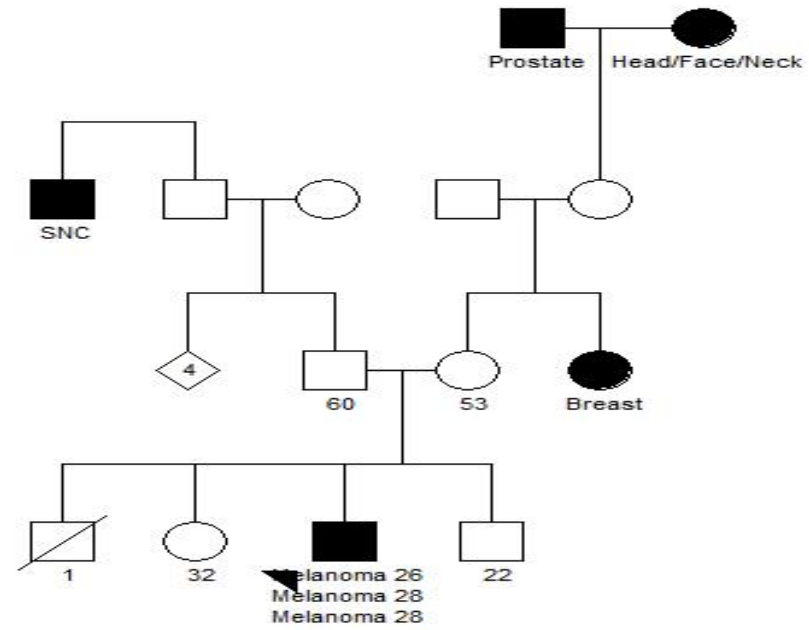 Prostate
Head/Face/Neck
SNC
4
60
53
Breast
1
32
Melanoma 26
22
Melanoma 28
Melanoma 28